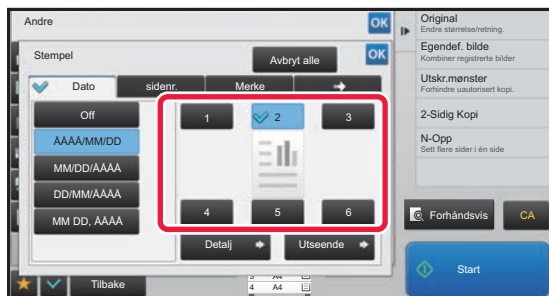 Andre
OK
Stempel
Avbryt alle
OK
Dato
sidenr.
Merke
Off
ÅÅÅÅ/MM/DD
MM/DD/ÅÅÅÅ
DD/MM/ÅÅÅÅ
MM DD, ÅÅÅÅ
1
2
3
4
5
6
Detalj
Utseende
Tilbake
4 A4
Original
Endre størrelse/retning.
Egendef. bilde
Kombiner registrerte bilder
Utskr.mønster
Forhindre uautorisert kopi.
2-Sidig Kopi
N-Opp
Sett flere sider i én side
Forhåndsvis
CA
Start